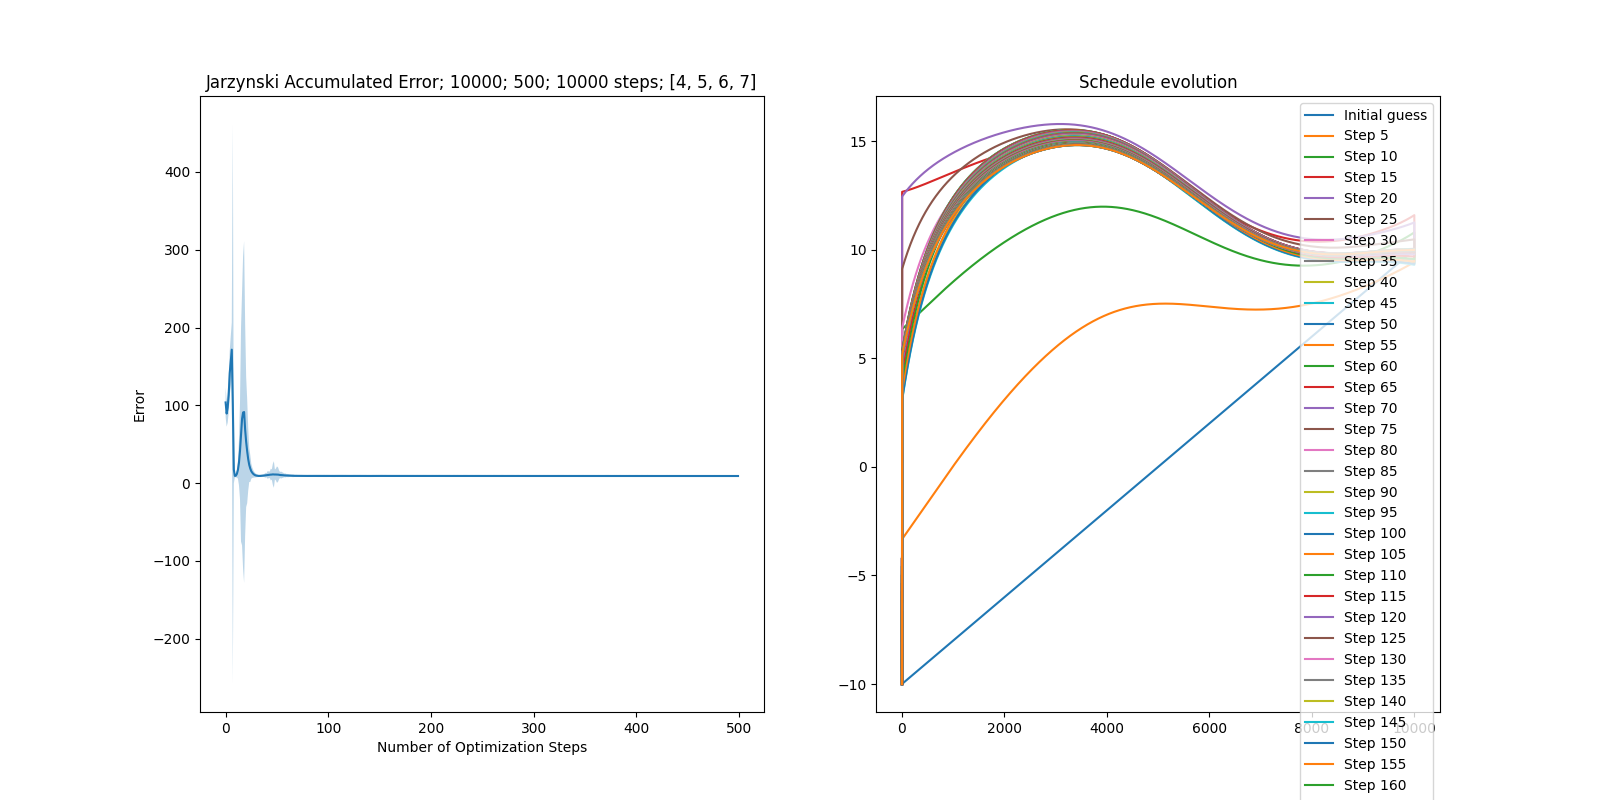 Jarzynski Accumulated Error; 10000; 500; 10000 steps; [4, 5, 6, 7]
400
300
200
100
0
−100
−200
Error
0 100 200 300 400 500
Number of Optimization Steps
Schedule evolution
15
10
5
0
−5
−10
0 2000 4000 6000 8000 10000
Initial guess
Step 5
Step 10
Step 15
Step 20
Step 25
Step 30
Step 35
Step 40
Step 45
Step 50
Step 55
Step 60
Step 65
Step 70
Step 75
Step 80
Step 85
Step 90
Step 95
Step 100
Step 105
Step 110
Step 115
Step 120
Step 125
Step 130
Step 135
Step 140
Step 145
Step 150
Step 155
Step 160